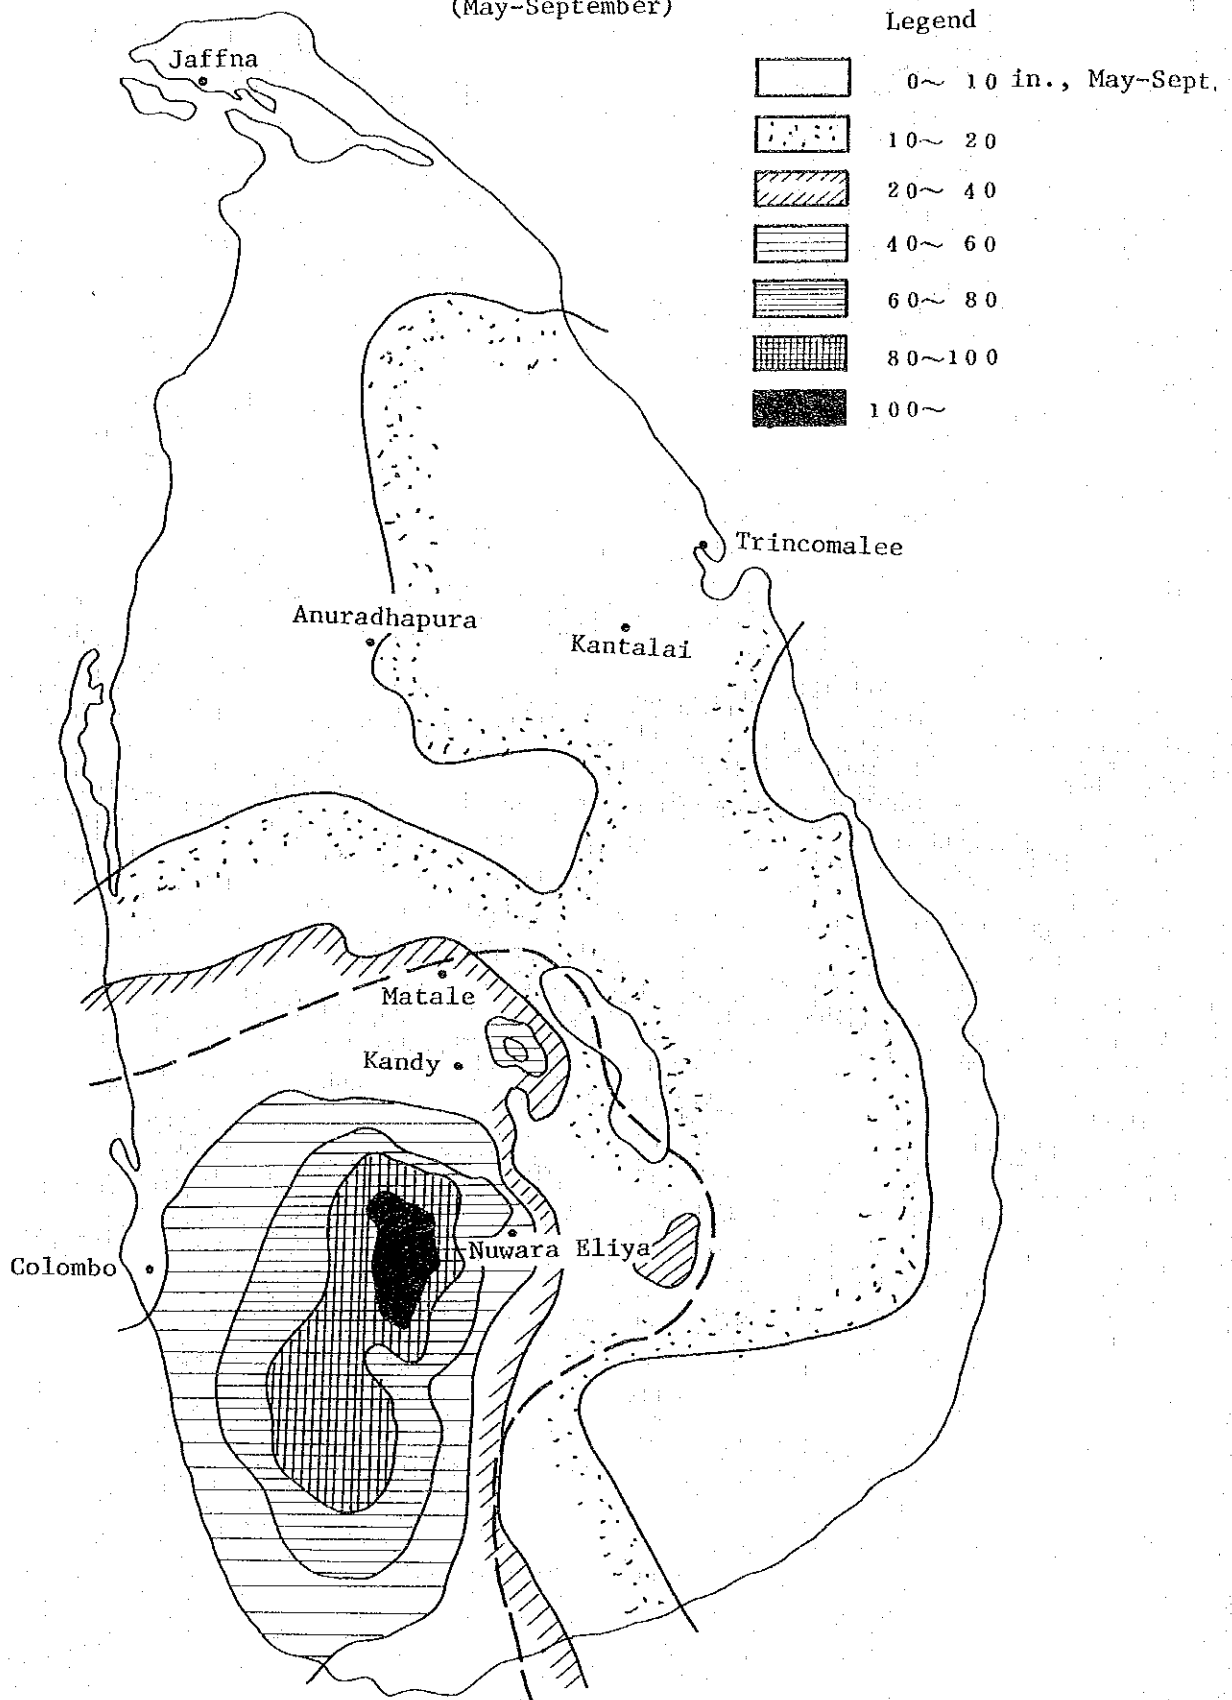 (May-September)
Legend
0~ 10 in., May-Sept.
10~ 20
20~ 40
40~ 60
60~ 80
80~100
100~
Jaffna
Trincomalee
Anuradhapura
Kantalai
Matale
Kandy
Nuwara Eliya
Colombo